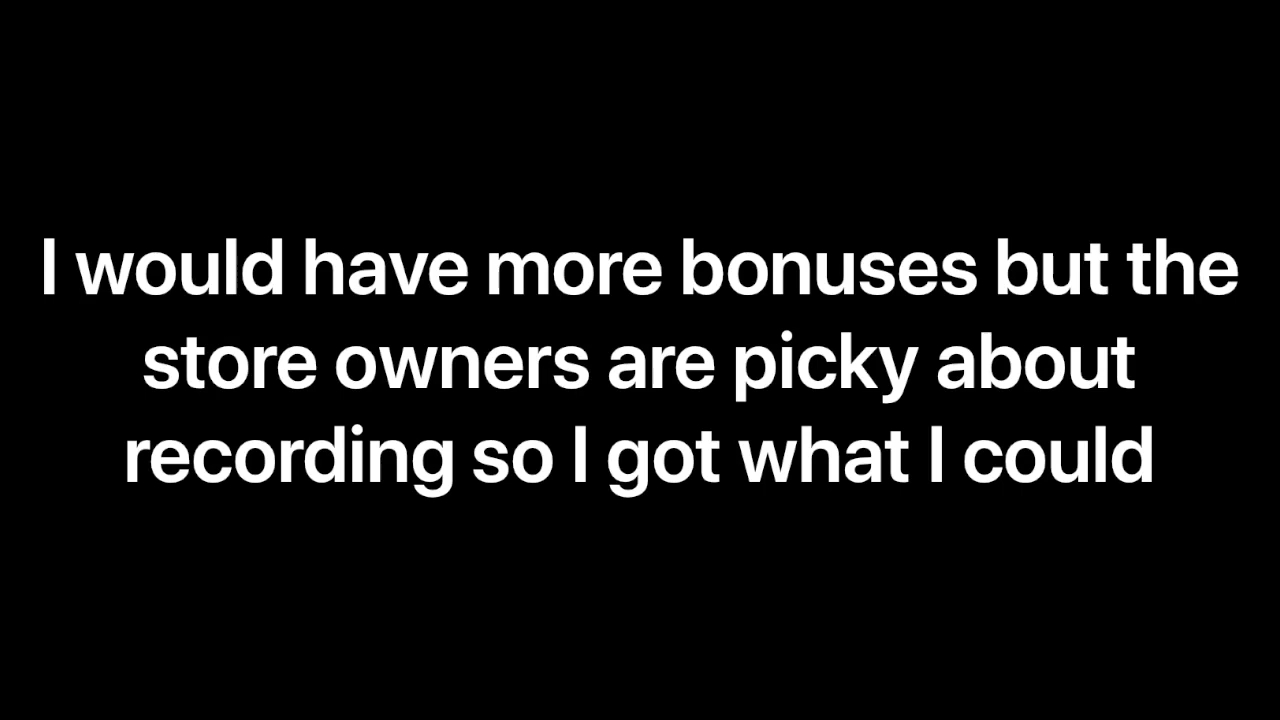 I would have more bonuses but the
store owners are picky about
recording so I got what I could